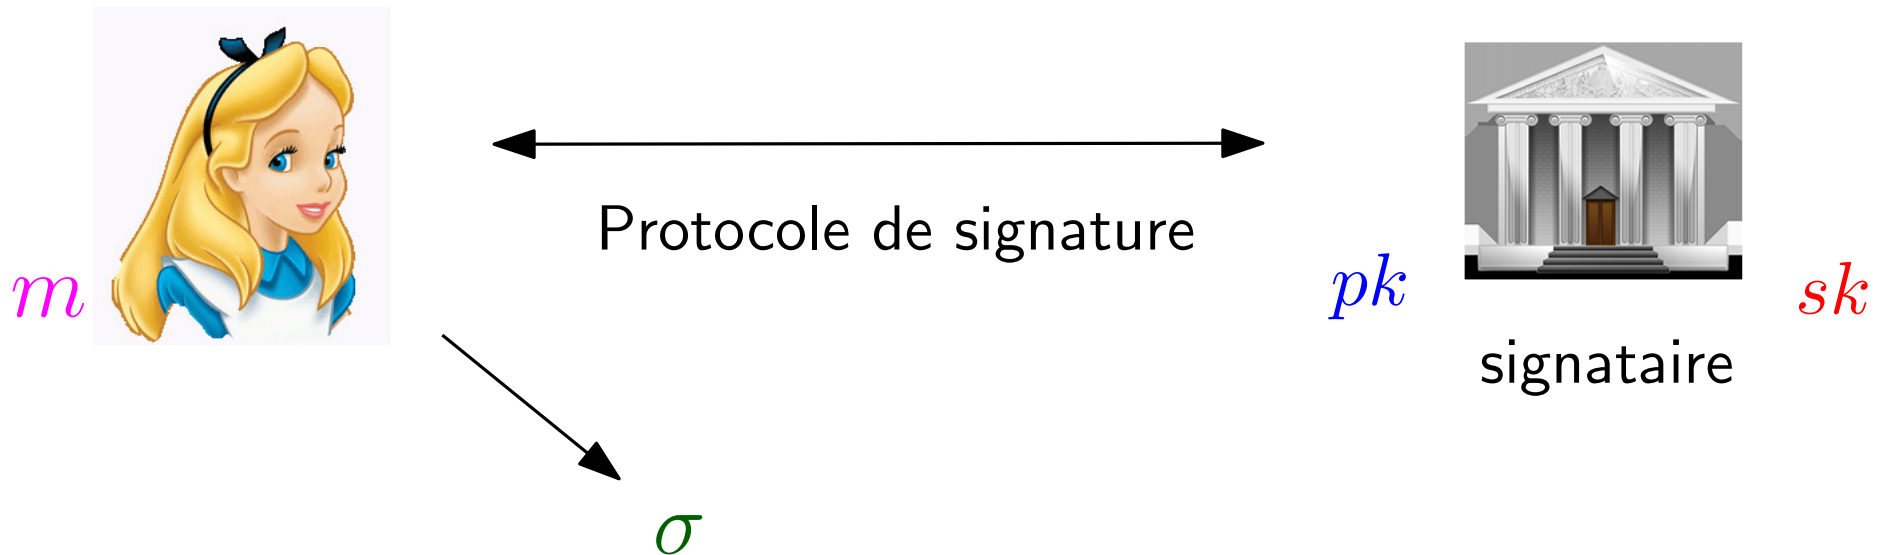 Protocole de signature
m
pk
sk
signataire
σ